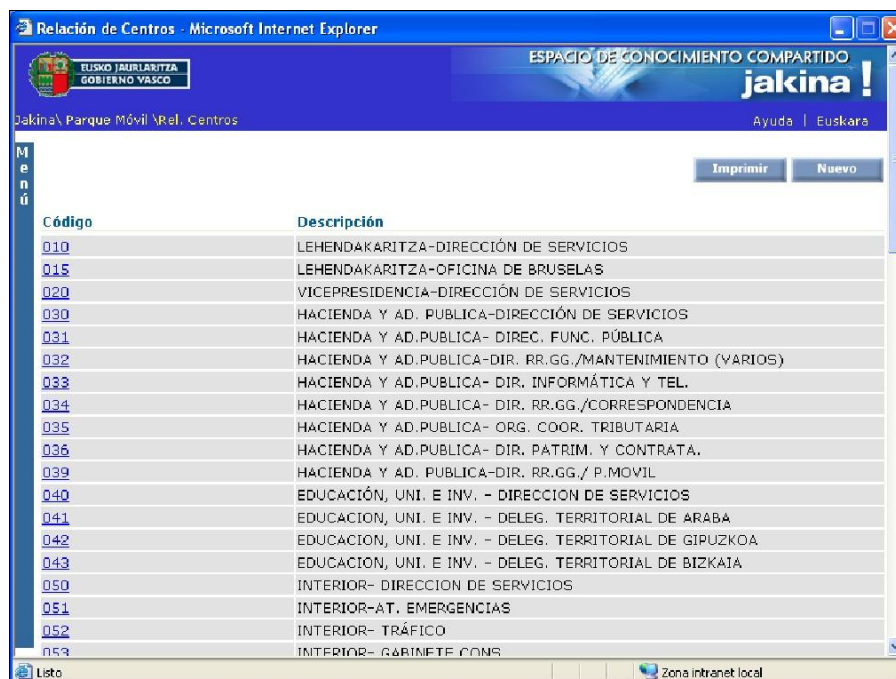 Relación de Centros - Microsoft Internet Explorer
EUSKO JAURLARITZA
GOBIERNO VASCO
ESPACIO DE CONOCIMIENTO COMPARTIDO
jakina !
Jakina\ Parque Móvil \Rel. Centros
Ayuda | Euskara
Menú
Imprimir Nuevo
Código Descripción
010 LEHENDAKARITZA-DIRECCIÓN DE SERVICIOS
015 LEHENDAKARITZA-OFICINA DE BRUSELAS
020 VICEPRESIDENCIA-DIRECCIÓN DE SERVICIOS
030 HACIENDA Y AD. PUBLICA-DIRECCIÓN DE SERVICIOS
031 HACIENDA Y AD.PUBLICA- DIREC. FUNC. PÚBLICA
032 HACIENDA Y AD.PUBLICA-DIR. RR.GG./MANTENIMIENTO (VARIOS)
033 HACIENDA Y AD.PUBLICA- DIR. INFORMÁTICA Y TEL.
034 HACIENDA Y AD.PUBLICA- DIR. RR.GG./CORRESPONDENCIA
035 HACIENDA Y AD.PUBLICA- ORG. COOR. TRIBUTARIA
036 HACIENDA Y AD.PUBLICA- DIR. PATRIM. Y CONTRATA.
039 HACIENDA Y AD. PUBLICA-DIR. RR.GG./ P.MOVIL
040 EDUCACIÓN, UNI. E INV. - DIRECCION DE SERVICIOS
041 EDUCACION, UNI. E INV. - DELEG. TERRITORIAL DE ARABA
042 EDUCACION, UNI. E INV. - DELEG. TERRITORIAL DE GIPUZKOA
043 EDUCACION, UNI. E INV. - DELEG. TERRITORIAL DE BIZKAIA
050 INTERIOR- DIRECCION DE SERVICIOS
051 INTERIOR-AT. EMERGENCIAS
052 INTERIOR- TRÁFICO
053 INTERIOR- GABINETE CONS
Listo
Zona intranet local